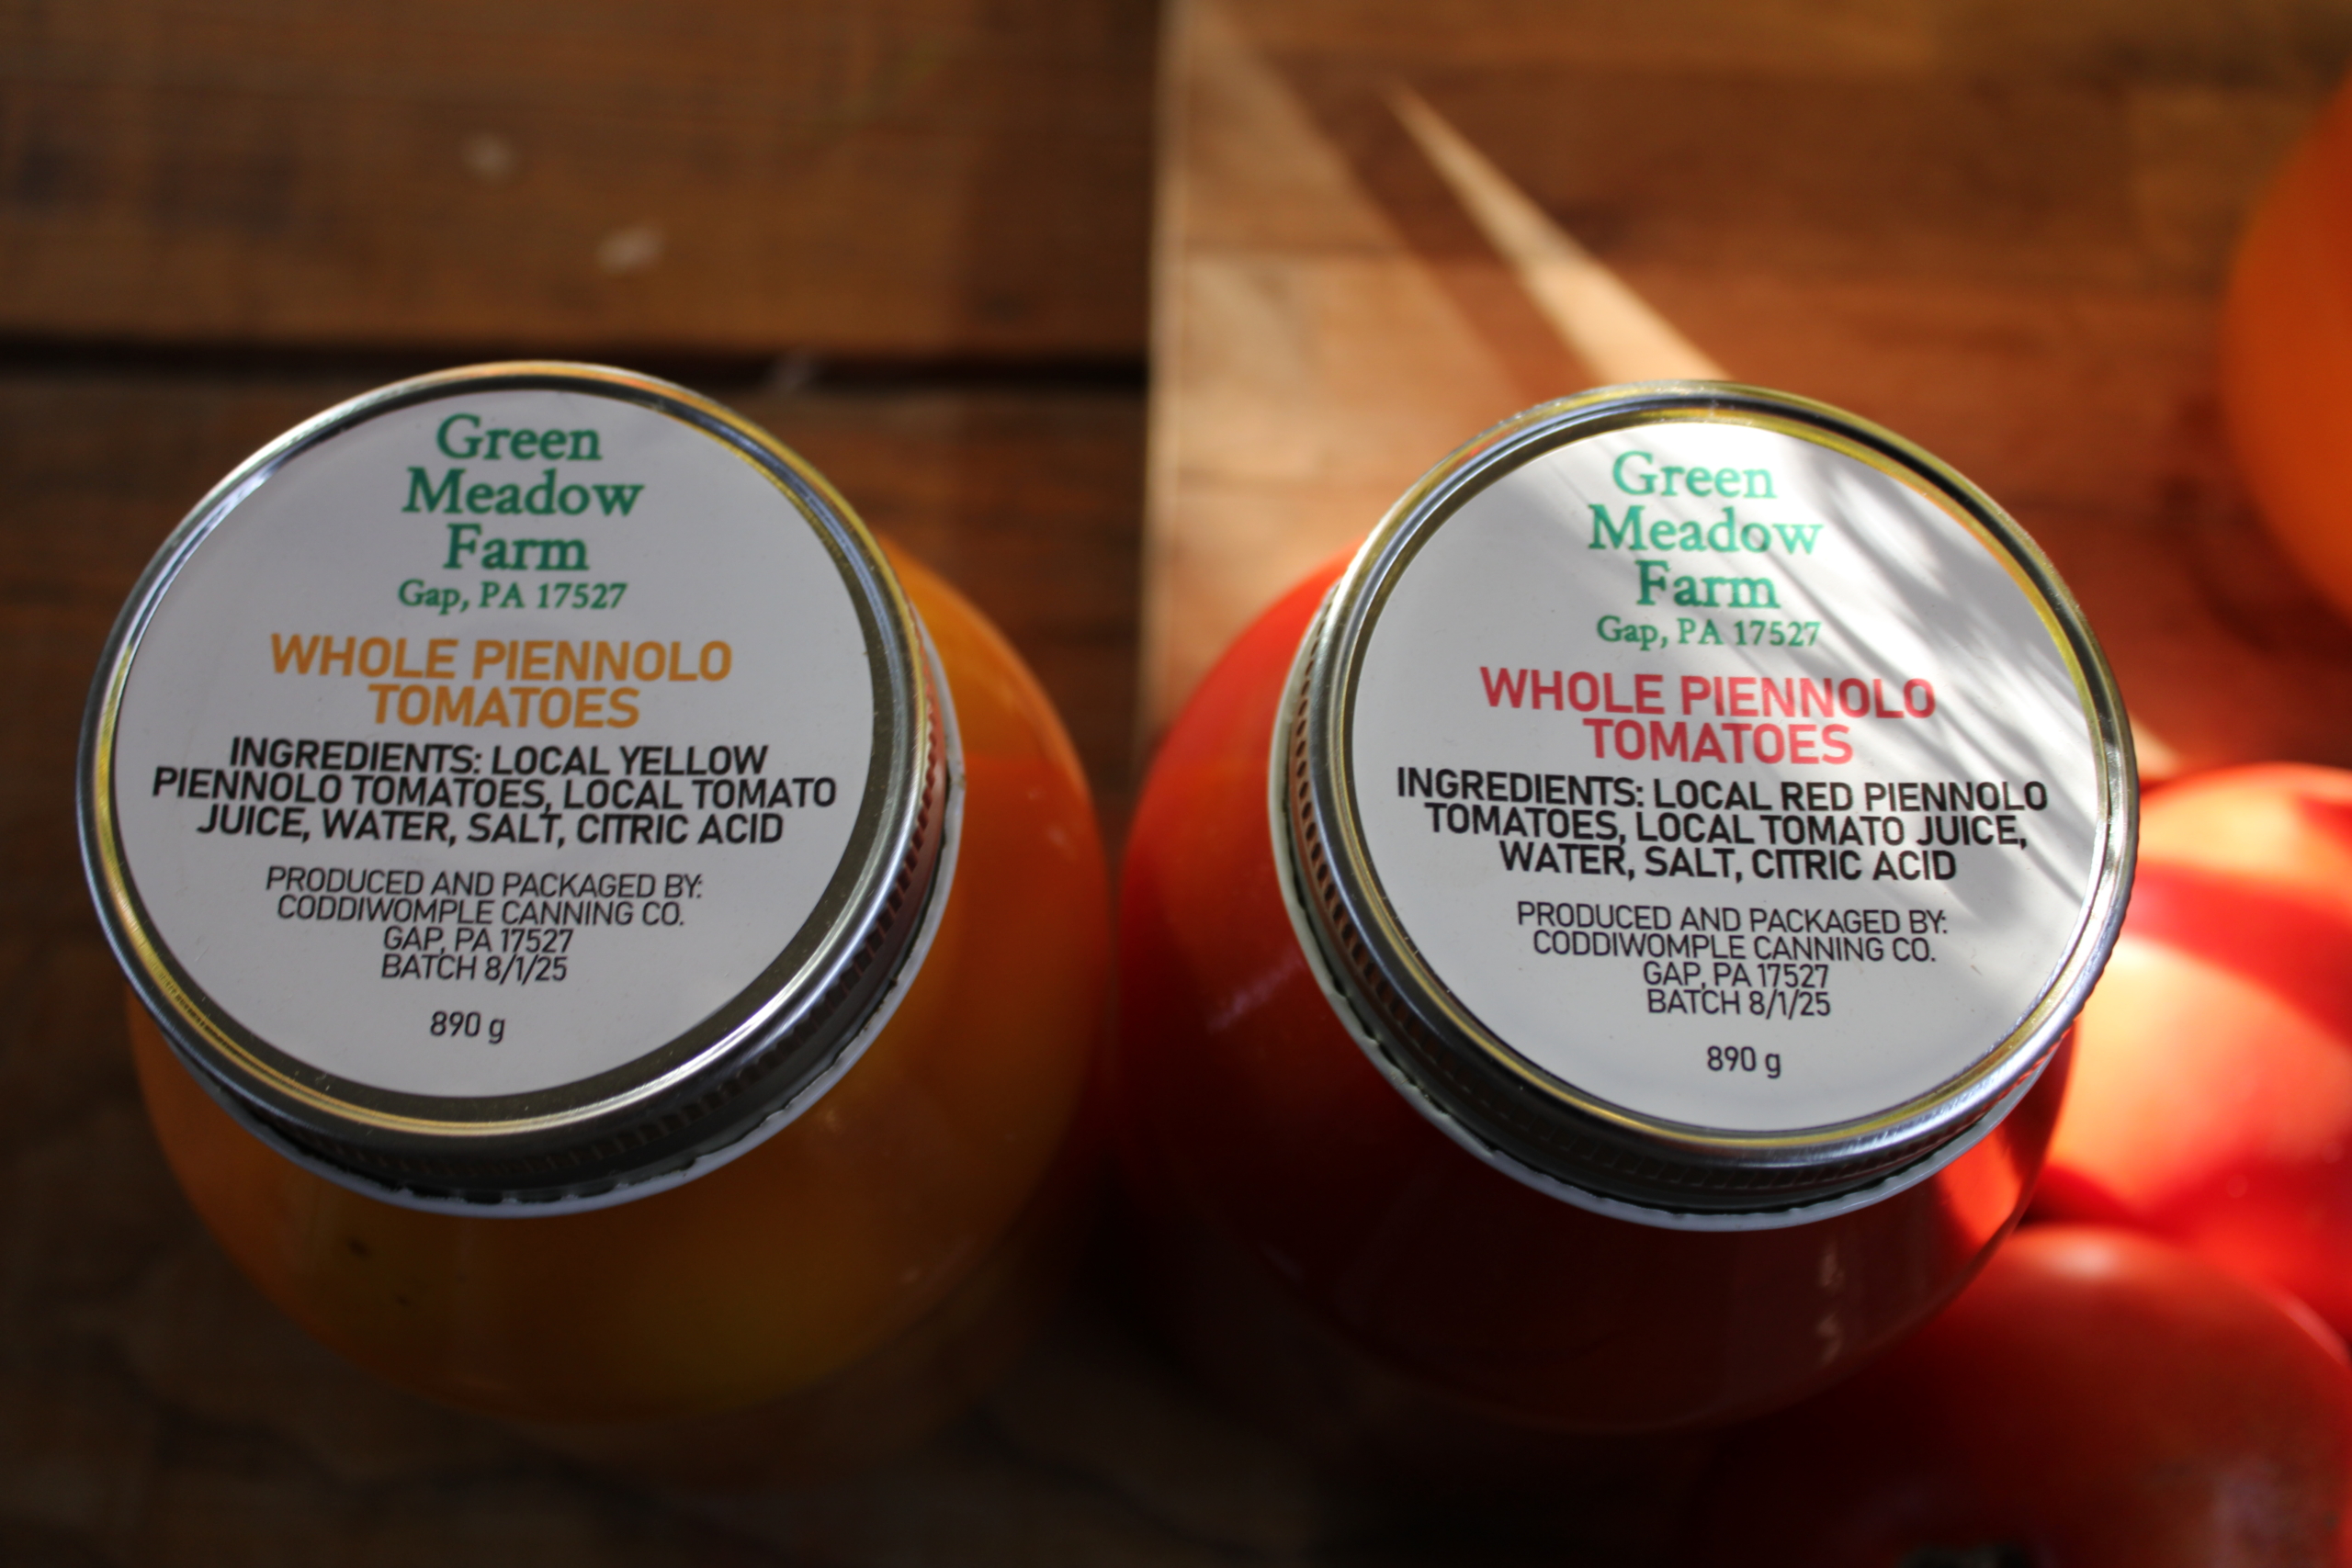 Green
Meadow
Farm
Gap, PA 17527
WHOLE PIENNOLO
TOMATOES
INGREDIENTS: LOCAL YELLOW
PIENNOLO TOMATOES, LOCAL TOMATO
JUICE, WATER, SALT, CITRIC ACID
PRODUCED AND PACKAGED BY:
CODDIWOMPLE CANNING CO.
GAP, PA 17527
BATCH 8/1/25
890 g
Green
Meadow
Farm
Gap, PA 17527
WHOLE PIENNOLO
TOMATOES
INGREDIENTS: LOCAL RED PIENNOLO
TOMATOES, LOCAL TOMATO JUICE,
WATER, SALT, CITRIC ACID
PRODUCED AND PACKAGED BY:
CODDIWOMPLE CANNING CO.
GAP, PA 17527
BATCH 8/1/25
890 g